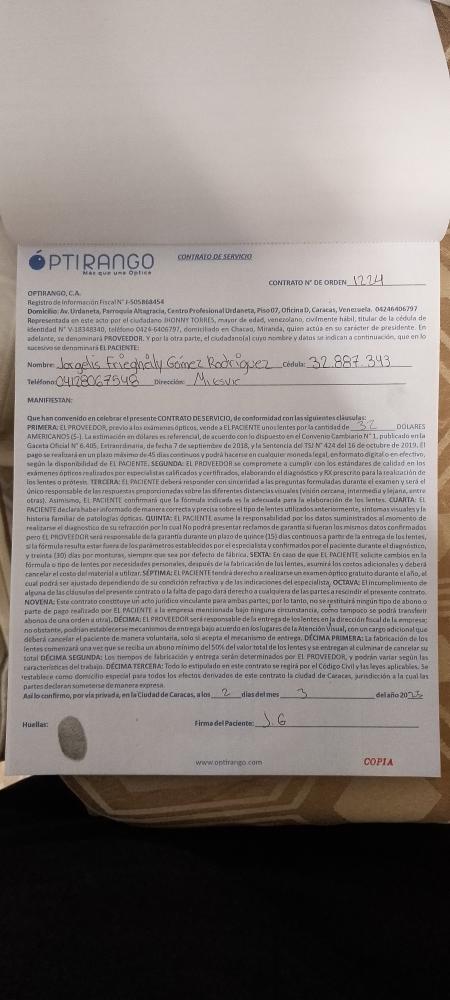 ÓPTIRANGO
Más que una Óptica
CONTRATO DE SERVICIO
CONTRATO N° DE ORDEN 1224
OPTIRANGO, C.A.
Registro de Información Fiscal N° J-505868454
Domicilio: Av. Urdaneta, Parroquia Altagracia, Centro Profesional Urdaneta, Piso 07, Oficina D, Caracas, Venezuela. 04246406797
Representada en este acto por el ciudadano JHONNY TORRES, mayor de edad, venezolano, civilmente hábil, titular de la cédula de
identidad N° V-18348340, teléfono 0424-6406797, domiciliado en Chacao, Miranda, quien actúa en su carácter de presidente. En
adelante, se denominará PROVEEDOR. Y por la otra parte, el ciudadano(a) cuyo nombre y datos se indican a continuación, que en lo
sucesivo se denominará EL PACIENTE:
Nombre: Jorgelis Gómez Rodríguez Cédula: 32.887.343
Teléfono: 04128067548 Dirección:
MANIFIESTAN:
Que han convenido en celebrar el presente CONTRATO DE SERVICIO, de conformidad con las siguientes cláusulas:
PRIMERA: EL PROVEEDOR, previo a los exámenes ópticos, vende a EL PACIENTE unos lentes por la cantidad de 32 DÓLARES
AMERICANOS ($-). La estimación en dólares es referencial, de acuerdo con lo dispuesto en el Convenio Cambiario N° 1, publicado en la
Gaceta Oficial N° 6.405, Extraordinaria, de fecha 7 de septiembre de 2018, y la Sentencia del TSJ N° 424 del 16 de octubre de 2019. El
pago se realizará en un plazo máximo de 45 días continuos y podrá hacerse en cualquier moneda legal, en formato digital o en efectivo,
según la disponibilidad de EL PACIENTE. SEGUNDA: EL PROVEEDOR se compromete a cumplir con los estándares de calidad en los
exámenes ópticos realizados por especialistas calificados y certificados, elaborando el diagnóstico y RX prescrito para la realización de
los lentes o prótesis. TERCERA: EL PACIENTE deberá responder con sinceridad a las preguntas formuladas durante el examen y será el
único responsable de las respuestas proporcionadas sobre las diferentes distancias visuales (visión cercana, intermedia y lejana, entre
otras). Asimismo, EL PACIENTE confirmará que la fórmula indicada es la adecuada para la elaboración de los lentes. CUARTA: EL
PACIENTE declara haber informado de manera correcta y precisa sobre el tipo de lentes utilizados anteriormente, síntomas visuales y la
historia familiar de patologías ópticas. QUINTA: EL PACIENTE asume la responsabilidad por los datos suministrados al momento de
realizarse el diagnostico de su refracción por lo cual No podrá presentar reclamos de garantía si fueran los mismos datos confirmados
pero EL PROVEEDOR será responsable de la garantía durante un plazo de quince (15) días continuos a partir de la entrega de los lentes,
si la fórmula resulta estar fuera de los parámetros establecidos por el especialista y confirmados por el paciente durante el diagnóstico,
y treinta (30) días por monturas, siempre que sea por defecto de fábrica. SEXTA: En caso de que EL PACIENTE solicite cambios en la
fórmula o tipo de lentes por necesidades personales, después de la fabricación de los lentes, asumirá los costos adicionales y deberá
cancelar el costo del material a utilizar. SÉPTIMA: EL PACIENTE tendrá derecho a realizarse un examen óptico gratuito durante el año, el
cual podrá ser ajustado dependiendo de su condición refractiva y de las indicaciones del especialista. OCTAVA: El incumplimiento de
alguna de las cláusulas del presente contrato o la falta de pago dará derecho a cualquiera de las partes a rescindir el presente contrato.
NOVENA: Este contrato constituye un acto jurídico vinculante para ambas partes; por lo tanto, no se restituirá ningún tipo de abono o
parte de pago realizado por EL PACIENTE a la empresa mencionada bajo ninguna circunstancia, como tampoco se podrá transferir
abonos de una orden a otra). DÉCIMA: EL PROVEEDOR será responsable de la entrega de los lentes en la dirección fiscal de la empresa;
no obstante, podrían establecerse mecanismos de entrega bajo acuerdo en los lugares de la Atención Visual, con un cargo adicional que
deberá cancelar el paciente de manera voluntaria, solo si acepta el mecanismo de entrega. DÉCIMA PRIMERA: La fabricación de los
lentes comenzará una vez que se reciba un abono mínimo del 50% del valor total de los lentes y se entregan al culminar de cancelar su
total DÉCIMA SEGUNDA: Los tiempos de fabricación y entrega serán determinados por EL PROVEEDOR, y podrán variar según las
características del trabajo. DÉCIMA TERCERA: Todo lo estipulado en este contrato se regirá por el Código Civil y las leyes aplicables. Se
establece como domicilio especial para todos los efectos derivados de este contrato la ciudad de Caracas, jurisdicción a la cual las
partes declaran someterse de manera expresa.
Así lo confirmo, por vía privada, en la Ciudad de Caracas, a los 2 días del mes 3 del año 2025
Huellas:
Firma del Paciente: J.G
www.optirango.com
COPIA